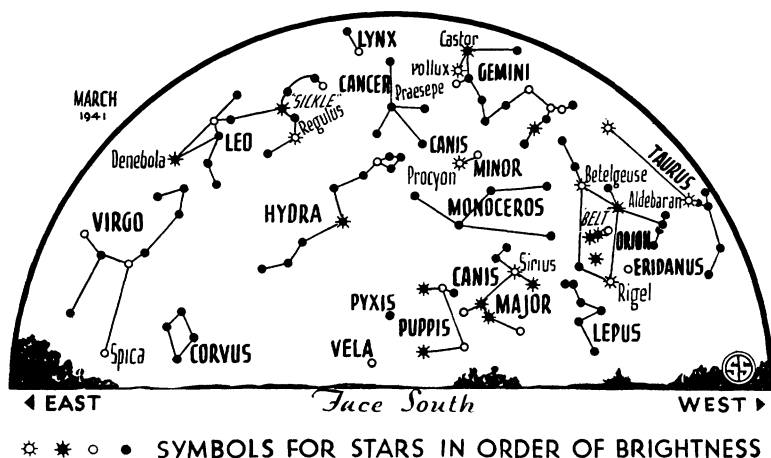 LYNX
Castor
Pollux
GEMINI
CANCER
Praesepe
MARCH
1941
"SICKLE"
Regulus
LEO
Denebola
CANIS
MINOR
Procyon
TAURUS
Betelgeuse
Aldebaran
VIRGO
HYDRA
MONOCEROS
BELT
ORION
ERIDANUS
CANIS
MAJOR
Sirius
Rigel
PYXIS
PUPPIS
LEPUS
Spica
CORVUS
VELA
SS
EAST
Face South
WEST
SYMBOLS FOR STARS IN ORDER OF BRIGHTNESS